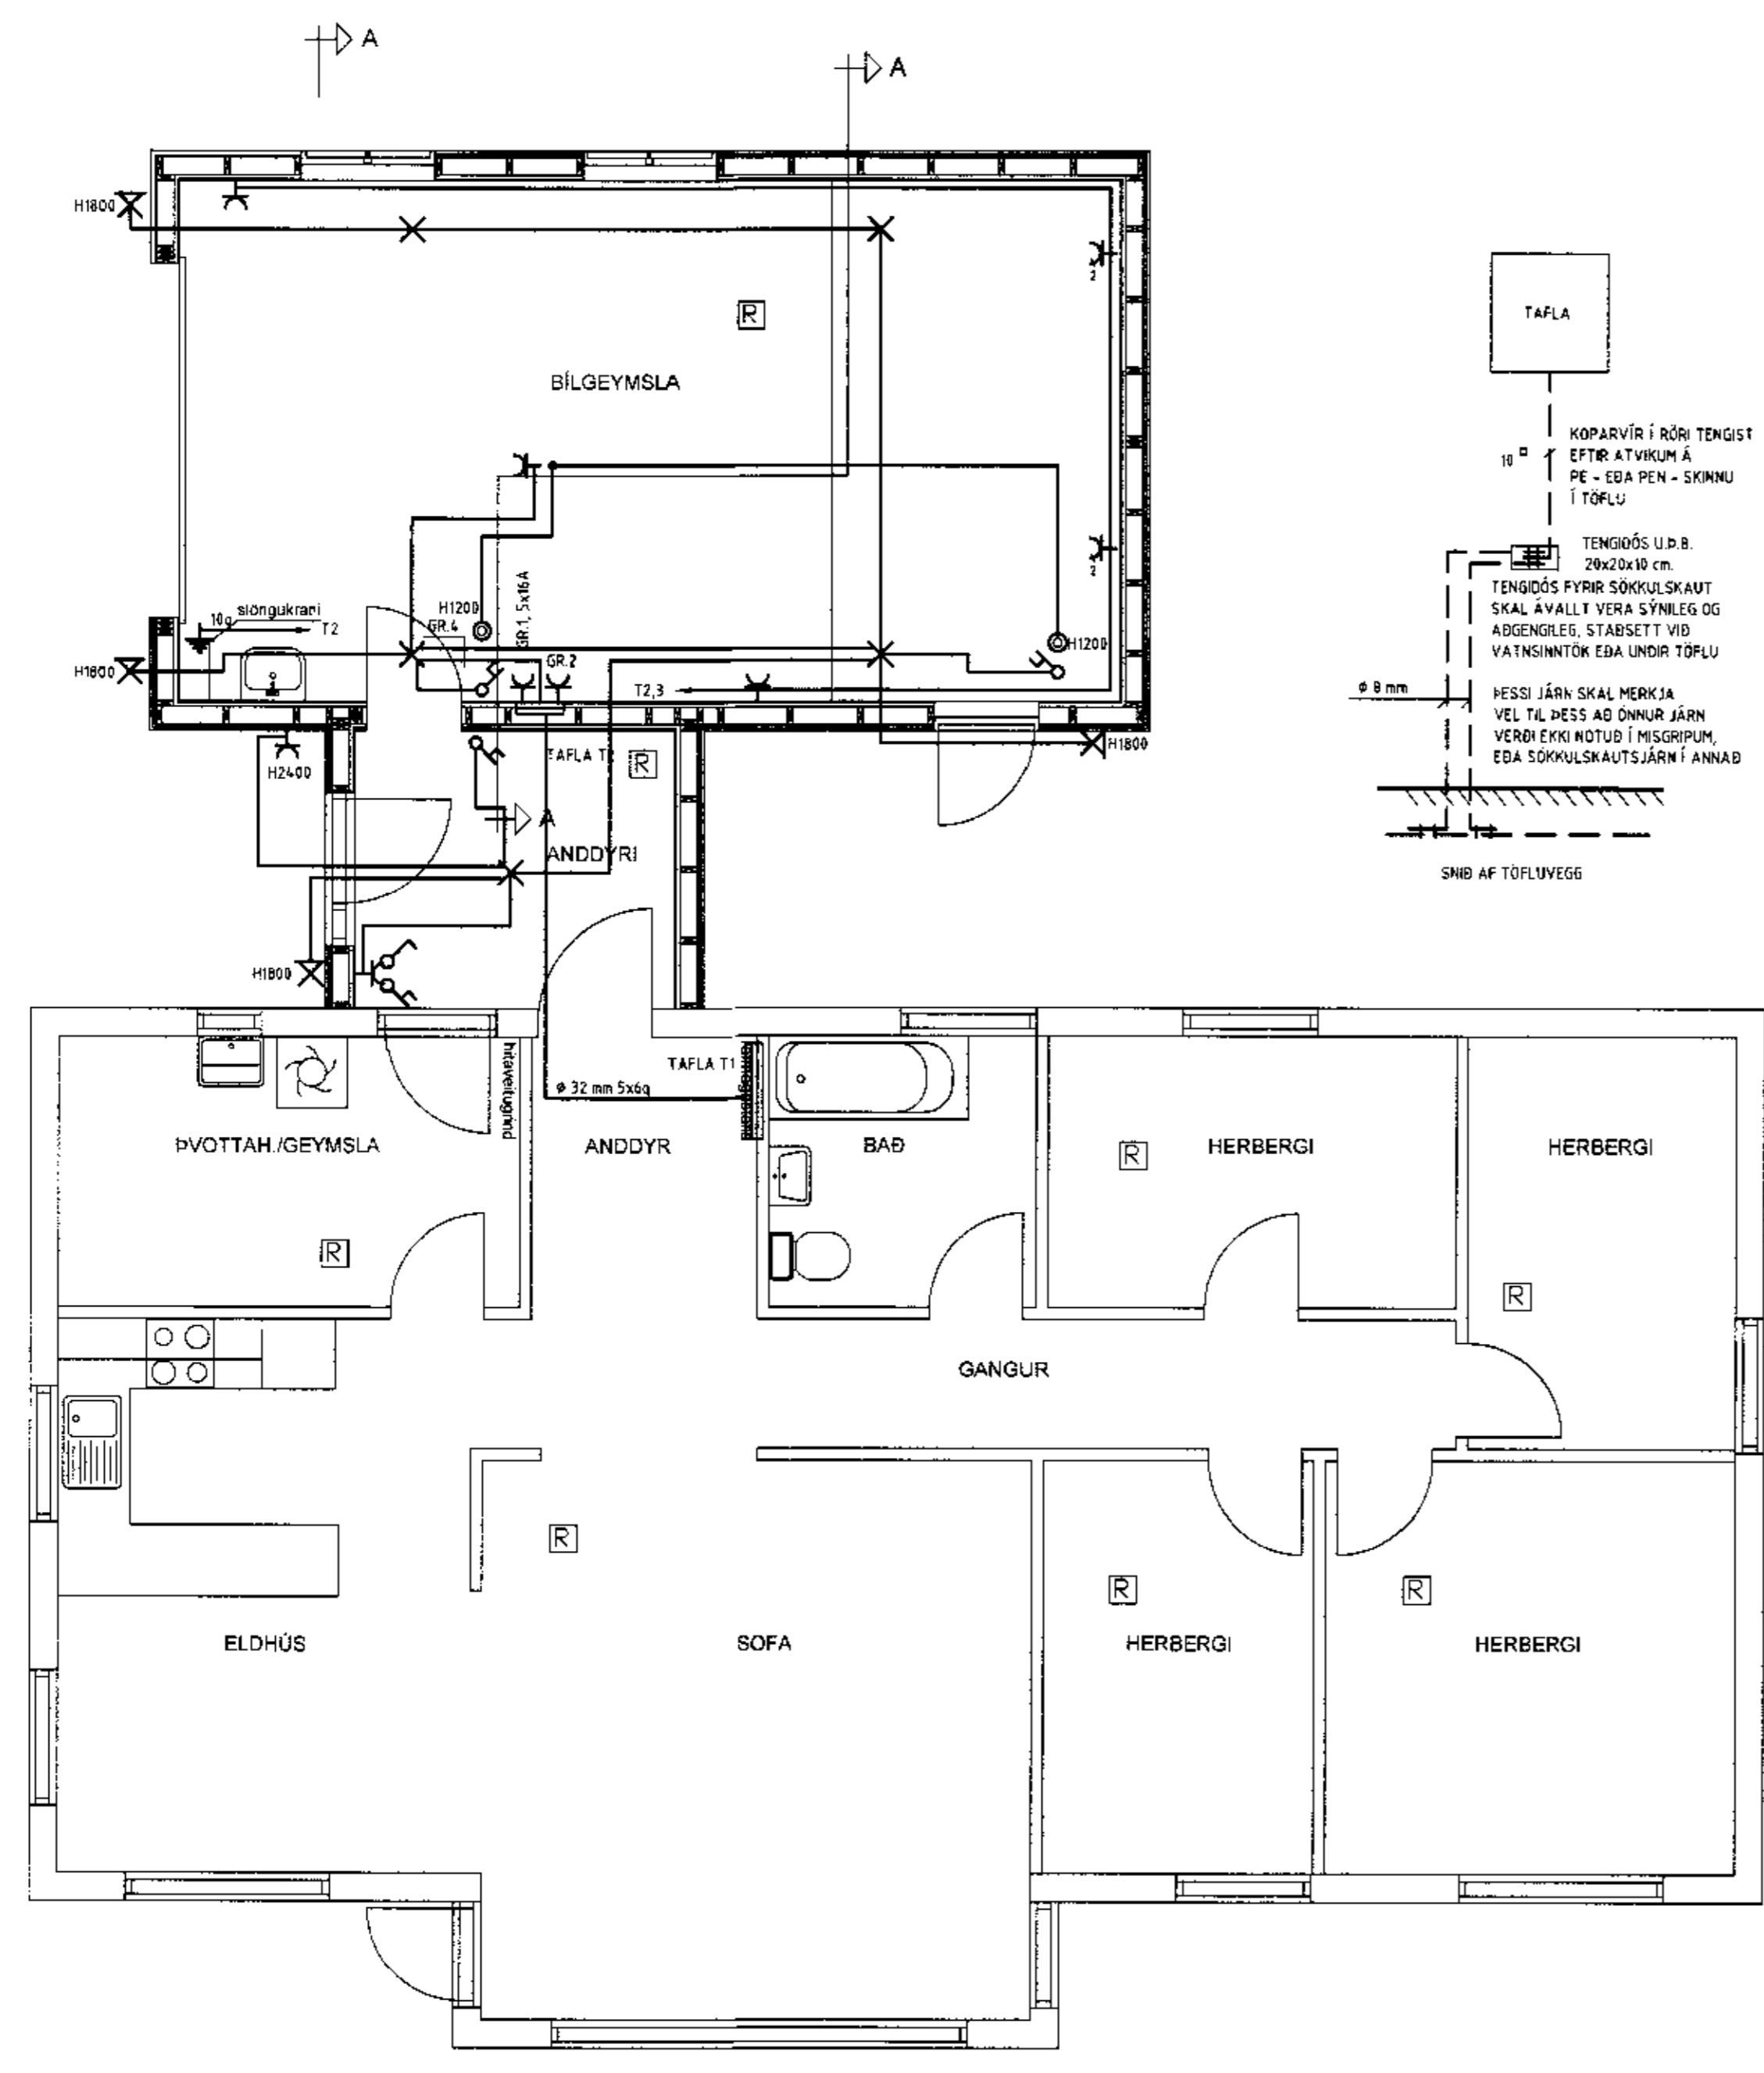 A
A
H1800
R
TAFLA
BÍLGEYMSLA
2
KOPARVÍR Í RÖRI TENGIST
EFTIR ATVIKUM Á
PE - EÐA PEN - SKINNU
Í TÖFLU
10
TENGIDÓS U.Þ.B.
20x20x10 cm.
TENGIDÓS FYRIR SÖKKULSKAUT
SKAL ÁVALLT VERA SÝNILEG OG
AÐGENGILEG, STAÐSETT VIÐ
VATNSINNTÖK EÐA UNDIR TÖFLU
2
GR.1, 5x16A
slöngukrani
10q
T2
H1200
GR.4
H1200
H1800
GR.2
T2,3
ø 8 mm
ÞESSI JÁRN SKAL MERKJA
VEL TIL ÞESS AÐ ÖNNUR JÁRN
VERÐI EKKI NOTUÐ Í MISGRIPUM,
EÐA SÖKKULSKAUTSJÁRN Í ANNAÐ
H1800
H2400
TAFLA
R
A
ANDDYRI
SNIÐ AF TÖFLUVEGG
H1800
hitaveitugrind
TAFLA T1
ø 32 mm 5x6q
ÞVOTTAH./GEYMSLA
ANDDYR
BAÐ
R
HERBERGI
HERBERGI
R
R
GANGUR
R
R
R
ELDHÚS
SOFA
HERBERGI
HERBERGI